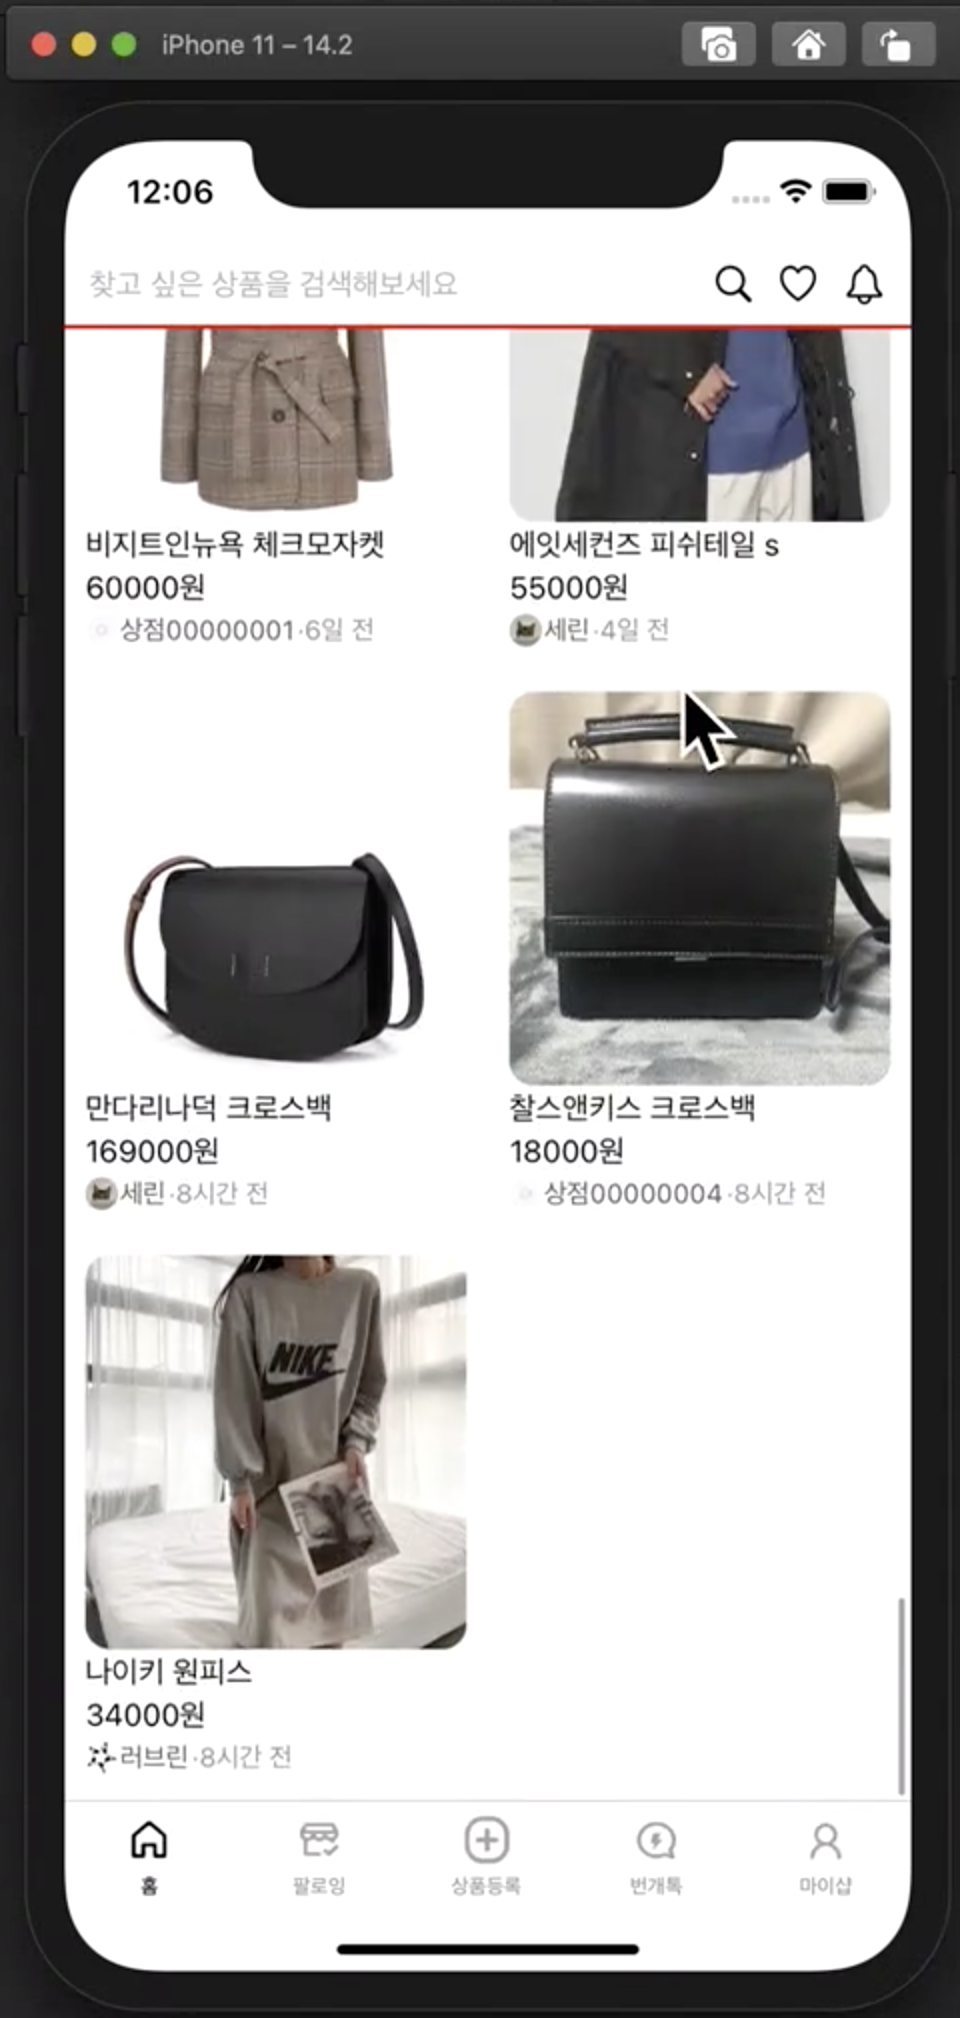 iPhone 11 – 14.2
12:06
찾고 싶은 상품을 검색해보세요
비지트인뉴욕 체크모자켓
60000원
상점00000001·6일 전
에잇세컨즈 피쉬테일 s
55000원
세린·4일 전
만다리나덕 크로스백
169000원
세린·8시간 전
찰스앤키스 크로스백
18000원
상점00000004·8시간 전
NIKE
나이키 원피스
34000원
러브린·8시간 전
홈
팔로잉
상품등록
번개톡
마이샵